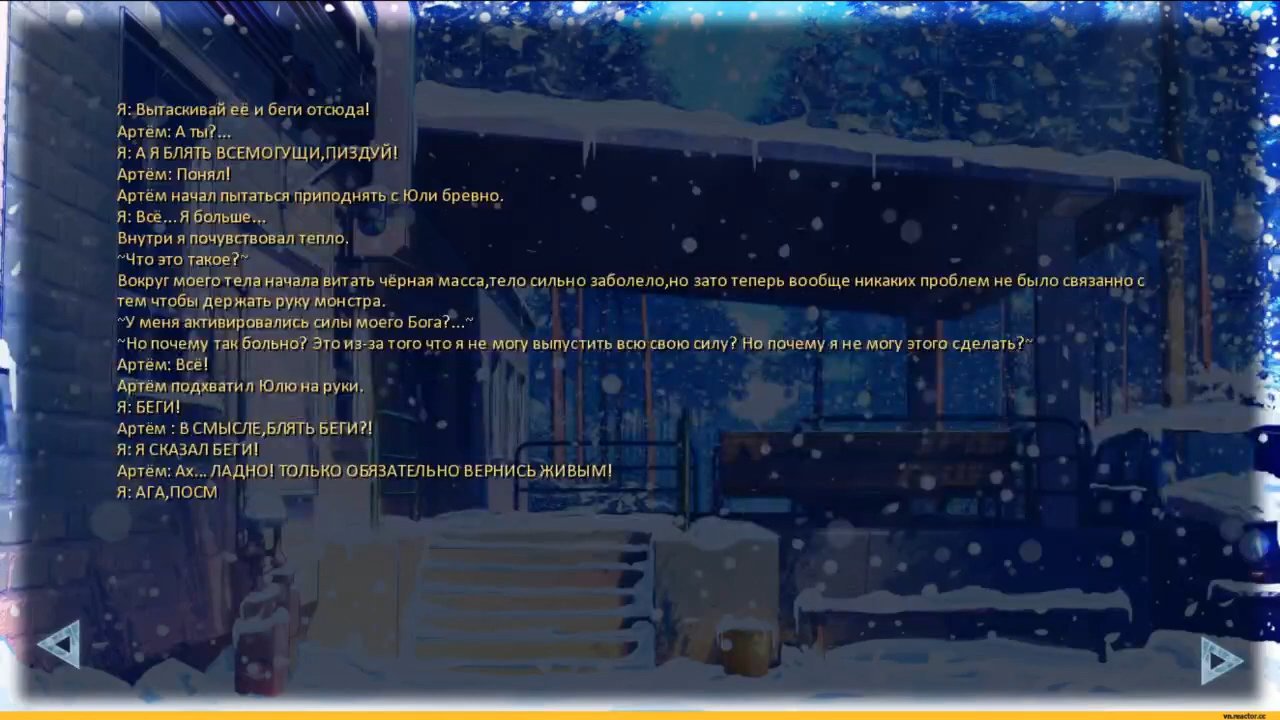 Я: Вытаскивай её и беги отсюда!
Артём: А ты?...
Я: А Я БЛЯТЬ ВСЕМОГУЩИ,ПИЗДУЙ!
Артём: Понял!
Артём начал пытаться приподнять с Юли бревно.
Я: Всё... Я больше...
Внутри я почувствовал тепло.
~Что это такое?~
Вокруг моего тела начала витать чёрная масса,тело сильно заболело,но зато теперь вообще никаких проблем не было связанно с
тем чтобы держать руку монстра.
~У меня активировались силы моего Бога?...~
~Но почему так больно? Это из-за того что я не могу выпустить всю свою силу? Но почему я не могу этого сделать?~
Артём: Всё!
Артём подхватил Юлю на руки.
Я: БЕГИ!
Артём : В СМЫСЛЕ,БЛЯТЬ БЕГИ?!
Я: Я СКАЗАЛ БЕГИ!
Артём: Ах... ЛАДНО! ТОЛЬКО ОБЯЗАТЕЛЬНО ВЕРНИСЬ ЖИВЫМ!
Я: АГА,ПОСМ
vn.reactor.cc